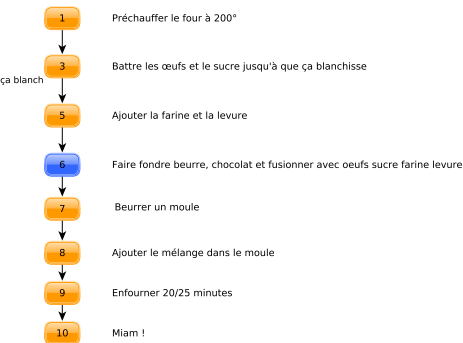 1 Préchauffer le four à 200°
3 Battre les œufs et le sucre jusqu'à que ça blanchisse
ça blanch
5 Ajouter la farine et la levure
6 Faire fondre beurre, chocolat et fusionner avec oeufs sucre farine levure
7 Beurrer un moule
8 Ajouter le mélange dans le moule
9 Enfourner 20/25 minutes
10 Miam !